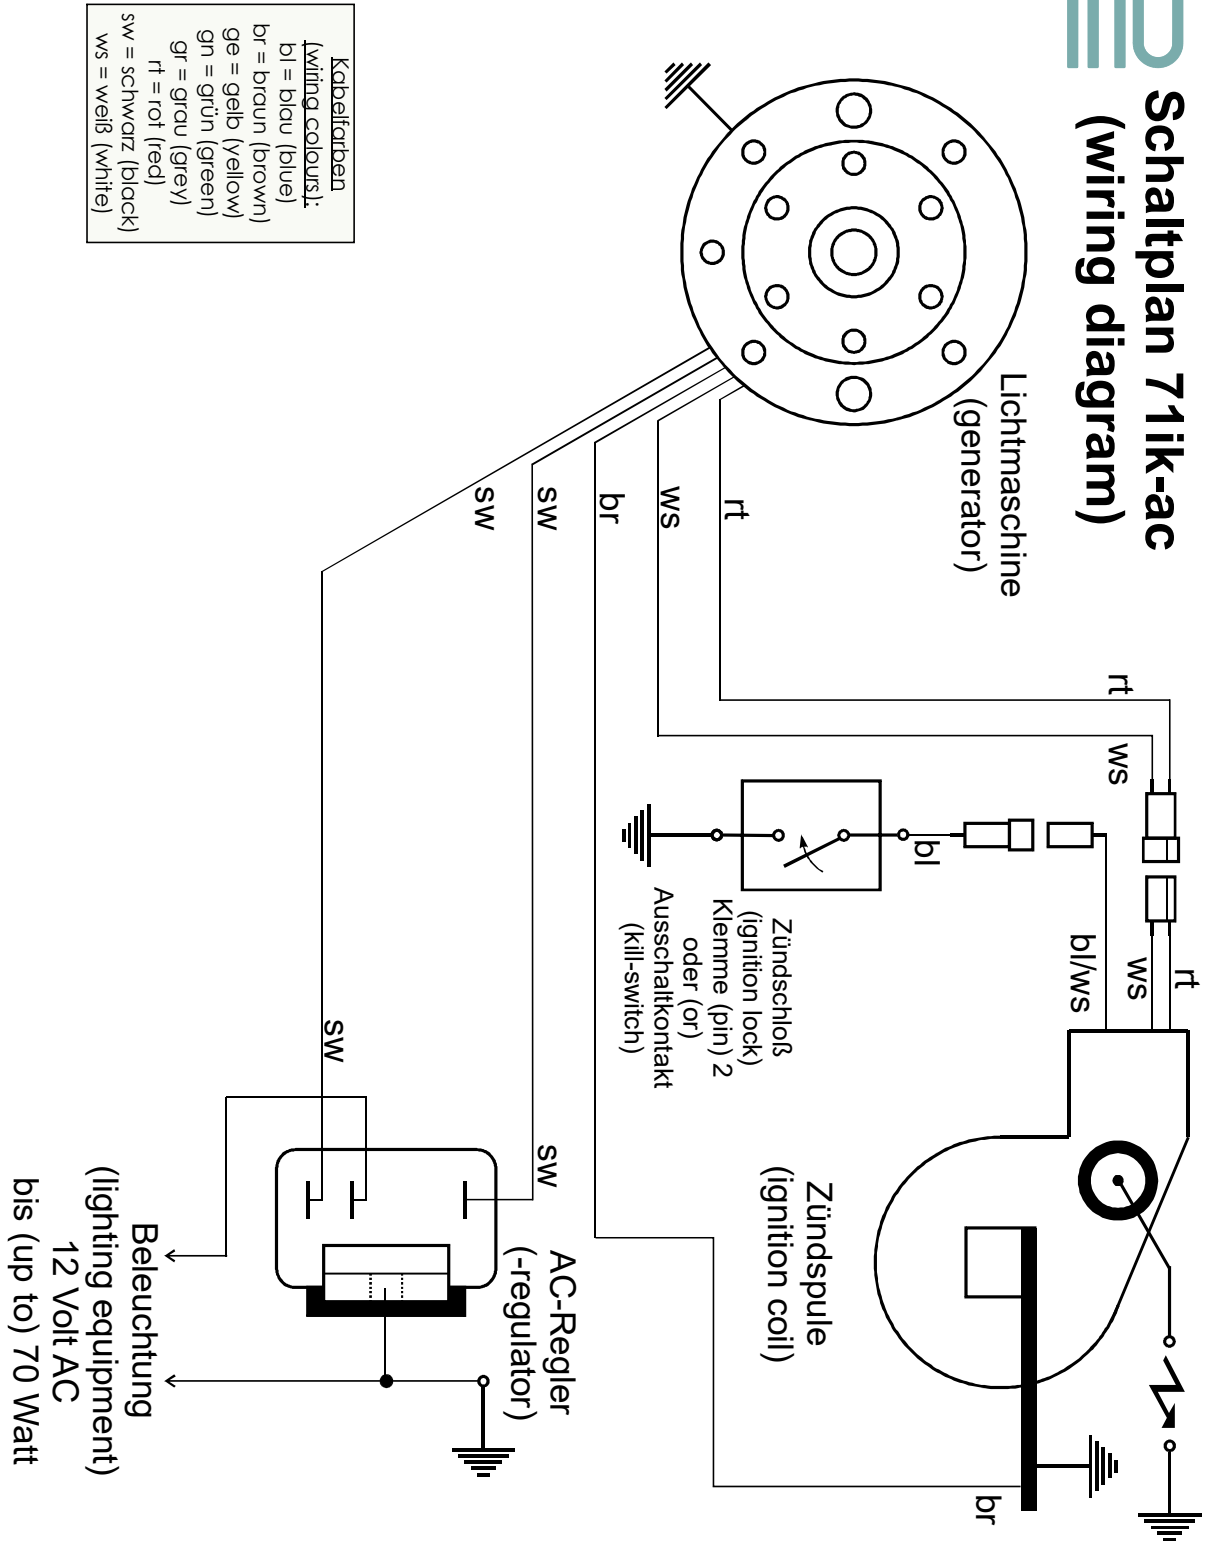 Schaltplan 71ik-ac
(wiring diagram)
Lichtmaschine
(generator)
rt
ws
br
sw
sw
rt
ws
bl
rt
ws
bl/ws
Zündschloß
(ignition lock)
Klemme (pin) 2
oder (or)
Ausschaltkontakt
(kill-switch)
Zündspule
(ignition coil)
br
sw
sw
AC-Regler
(-regulator)
Beleuchtung
(lighting equipment)
12 Volt AC
bis (up to) 70 Watt
Kabelfarben
(wiring colours):
bl = blau (blue)
br = braun (brown)
ge = gelb (yellow)
gn = grün (green)
gr = grau (grey)
rt = rot (red)
sw = schwarz (black)
ws = weiß (white)